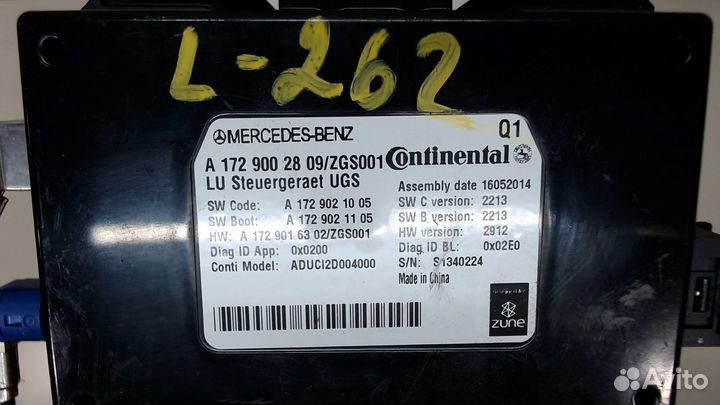 L-262
MERCEDES-BENZ
Q1
A 172 900 28 09/ZGS001
Continental
LU Steuergeraet UGS
Assembly date 16052014
SW Code: A 172 902 10 05
SW C version: 2213
SW Boot: A 172 902 11 05
SW B version: 2213
HW: A 172 901 63 02/ZGS001
HW version: 2912
Diag ID App: 0x0200
Diag ID BL: 0x02E0
Conti Model: ADUCI2D004000
S/N: S1340224
Made in China
zune
Avito